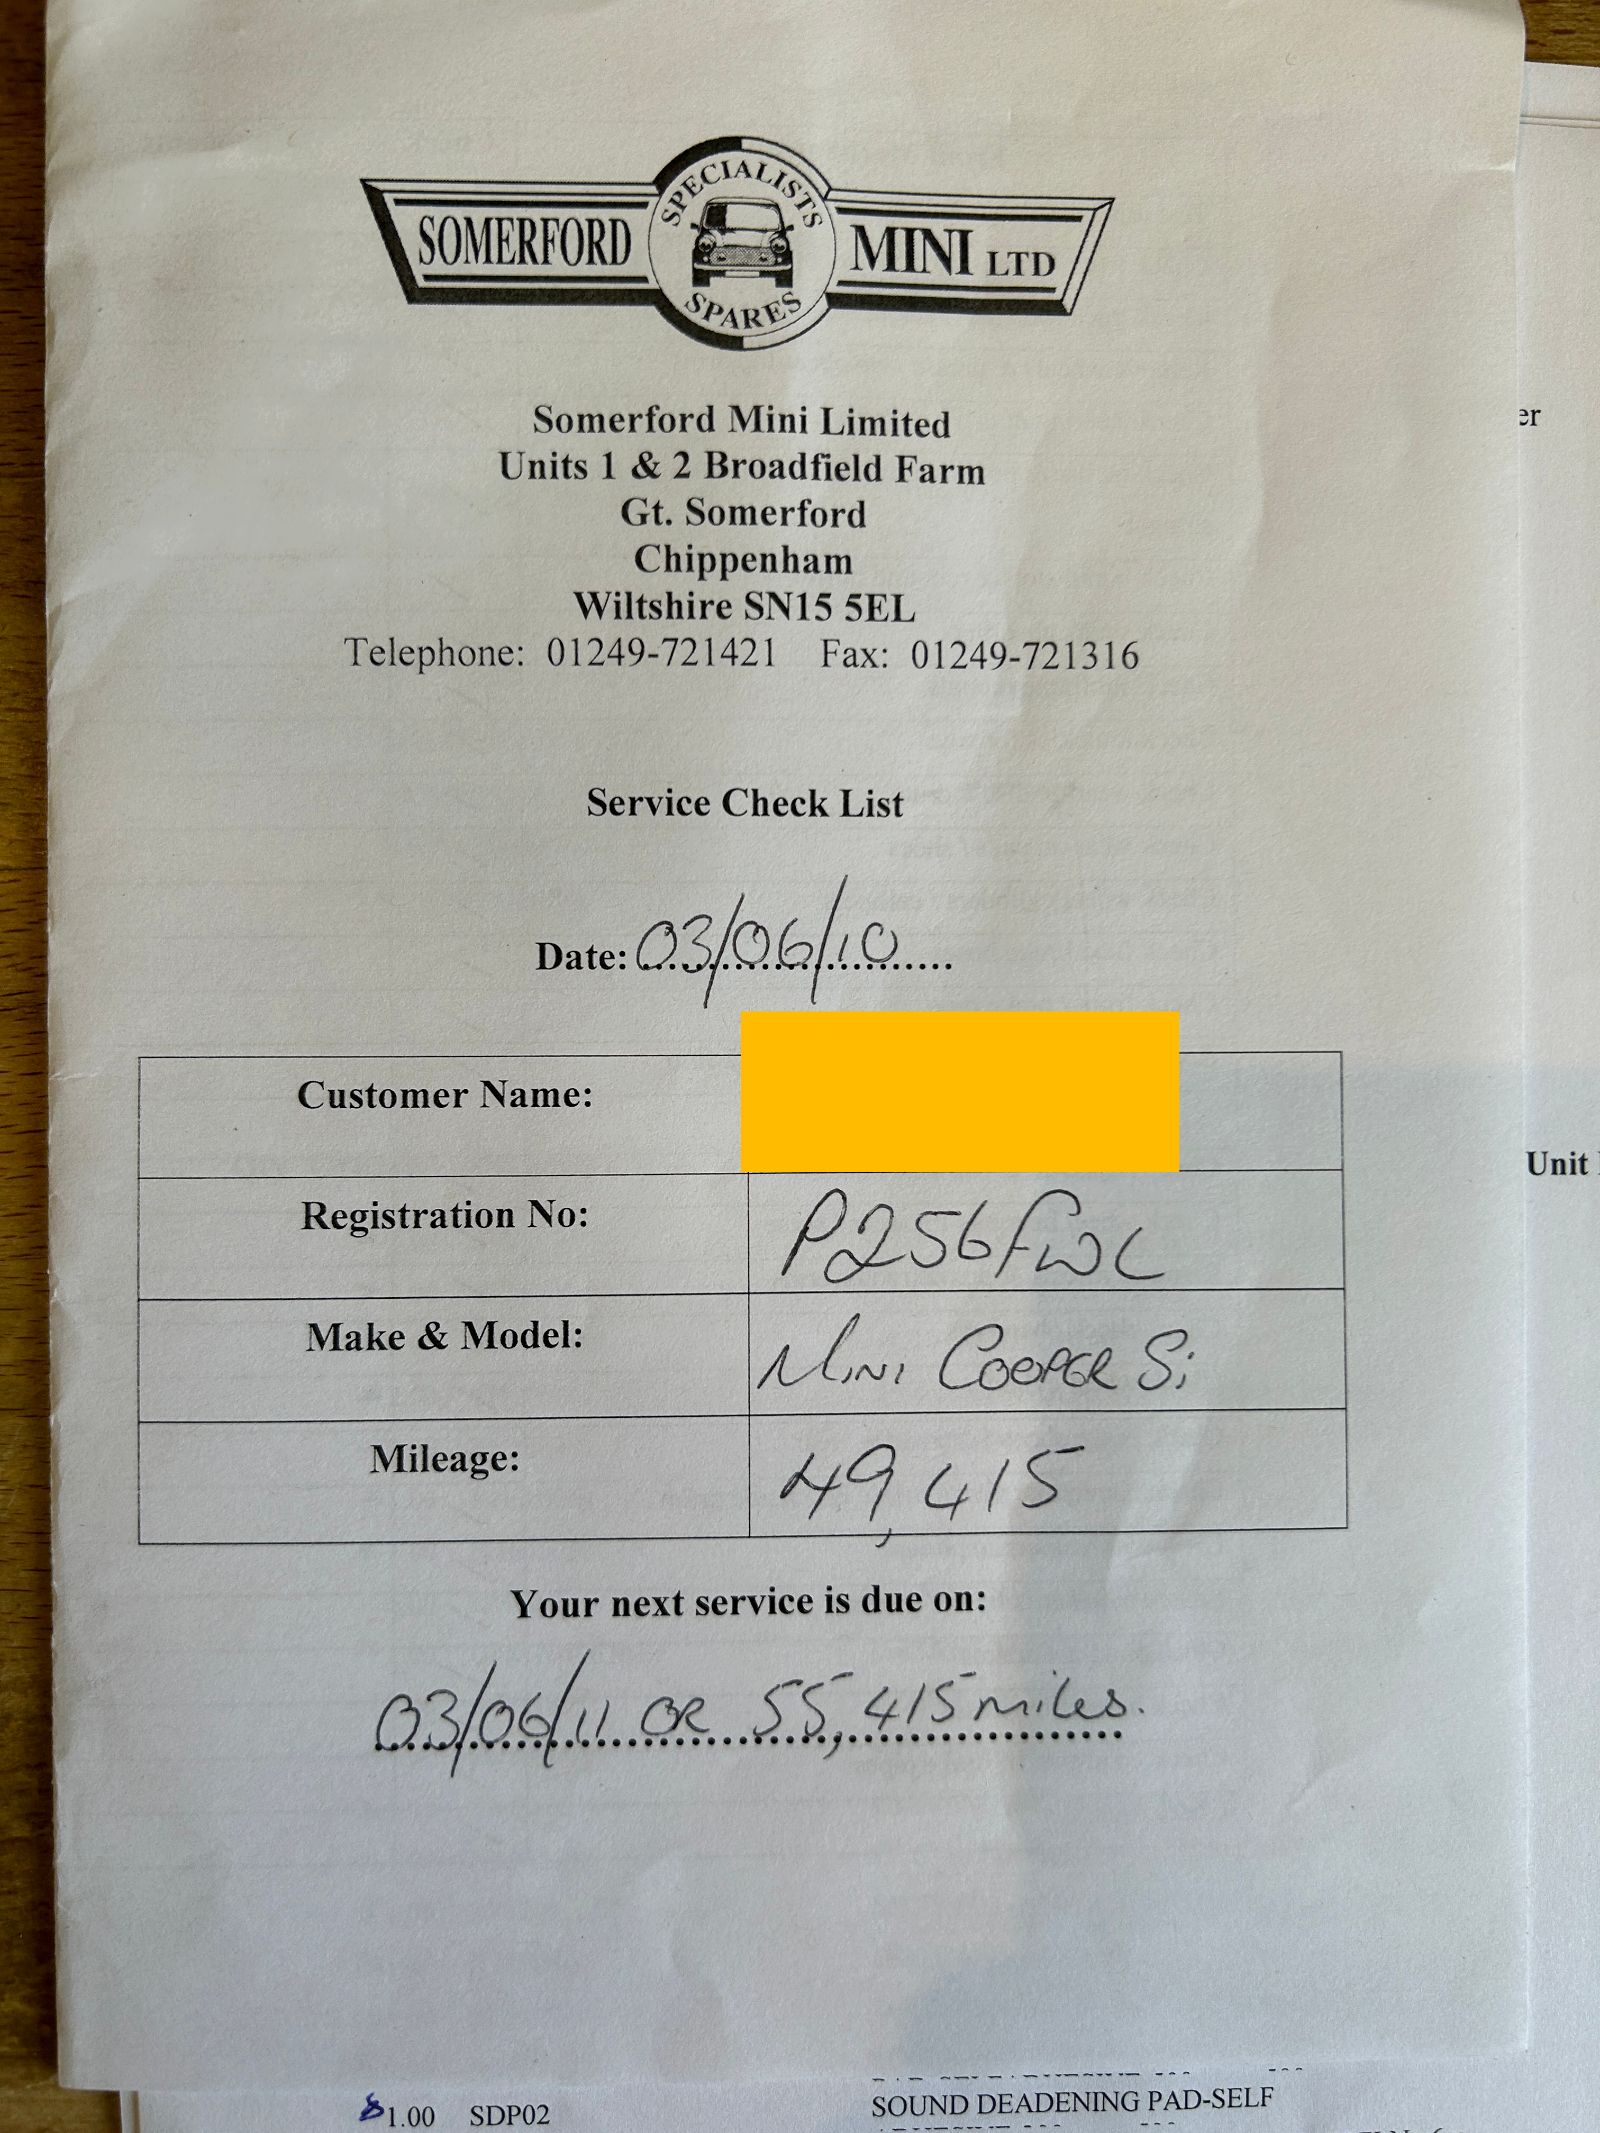 SPECIALISTS
SOMERFORD MINI LTD
SPARES
Somerford Mini Limited
Units 1 & 2 Broadfield Farm
Gt. Somerford
Chippenham
Wiltshire SN15 5EL
Telephone: 01249-721421 Fax: 01249-721316
er
Service Check List
Date: 03/06/10
Customer Name:
Unit
Registration No: P256FWC
Make & Model: Mini COOPER Si
Mileage: 49,415
Your next service is due on:
03/06/11 OR 55,415 miles.
1.00 SDP02 SOUND DEADENING PAD-SELF